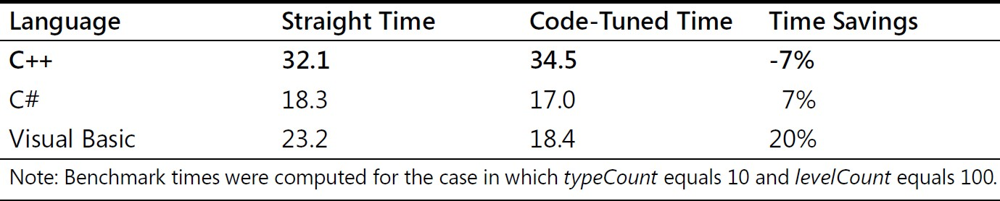 Language Straight Time Code-Tuned Time Time Savings
C++ 32.1 34.5 -7%
C# 18.3 17.0 7%
Visual Basic 23.2 18.4 20%
Note: Benchmark times were computed for the case in which typeCount equals 10 and levelCount equals 100.